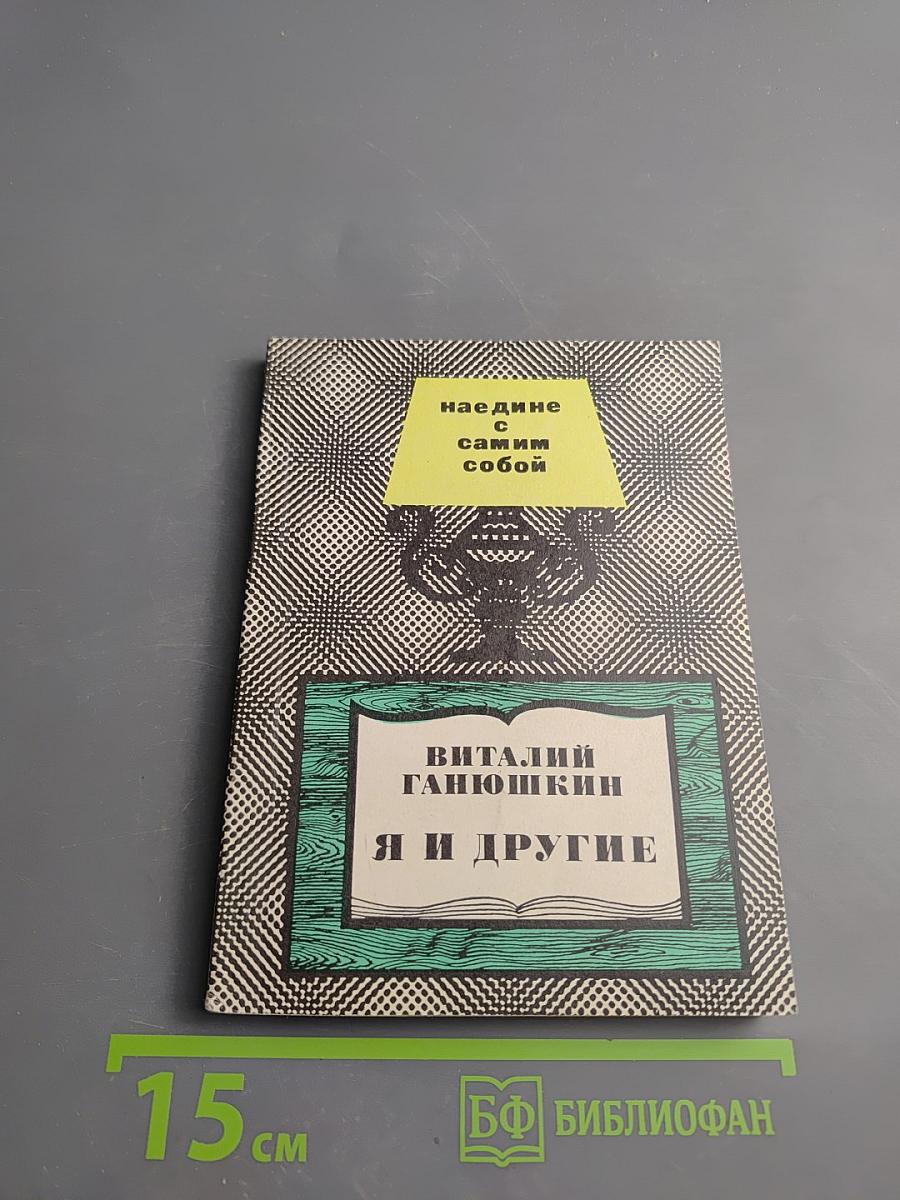 наедине
с
самим
собой
ВИТАЛИЙ
ГАНЮШКИН
Я И ДРУГИЕ
15 см
БФ БИБЛИОФАН